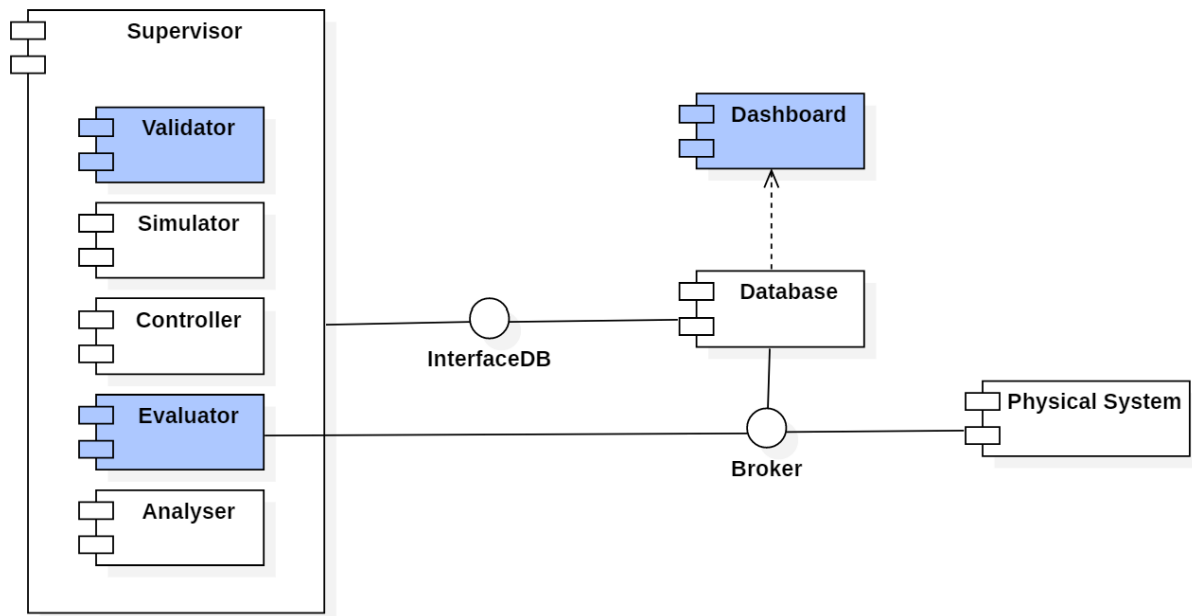 Supervisor
Validator
Simulator
Controller
Evaluator
Analyser
InterfaceDB
Dashboard
Database
Broker
Physical System